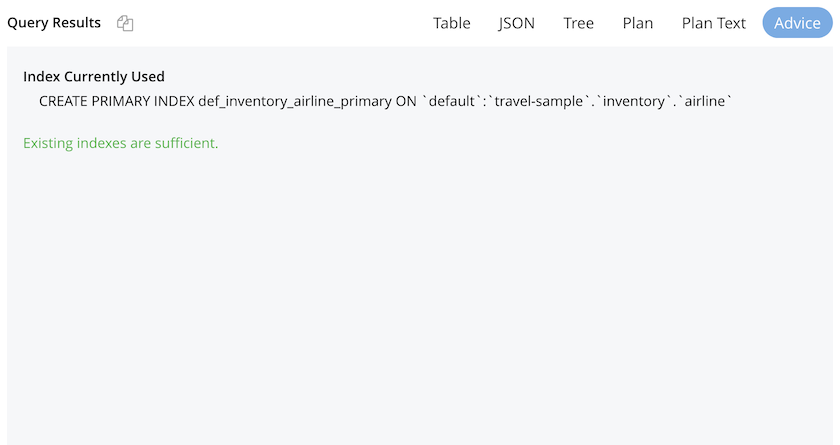 Query Results Table JSON Tree Plan Plan Text Advice
Index Currently Used
CREATE PRIMARY INDEX def_inventory_airline_primary ON `default`:`travel-sample`.`inventory`.`airline`
Existing indexes are sufficient.